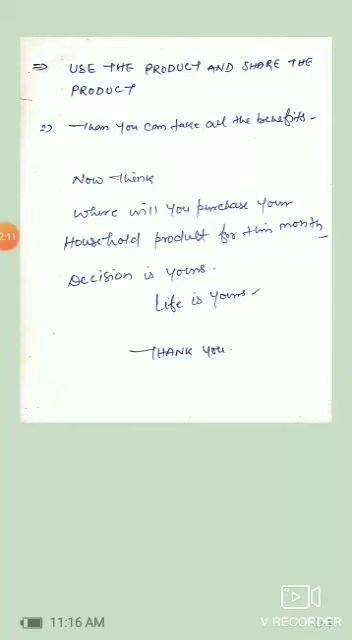 ⇒ USE THE PRODUCT AND SHARE THE
PRODUCT
2) Than you can take all the benefits -
Now Think
Where will you purchase your
2:11
Household product for this month
Decision is yours.
Life is yours
THANK YOU.
11:16 AM
V RECORDER